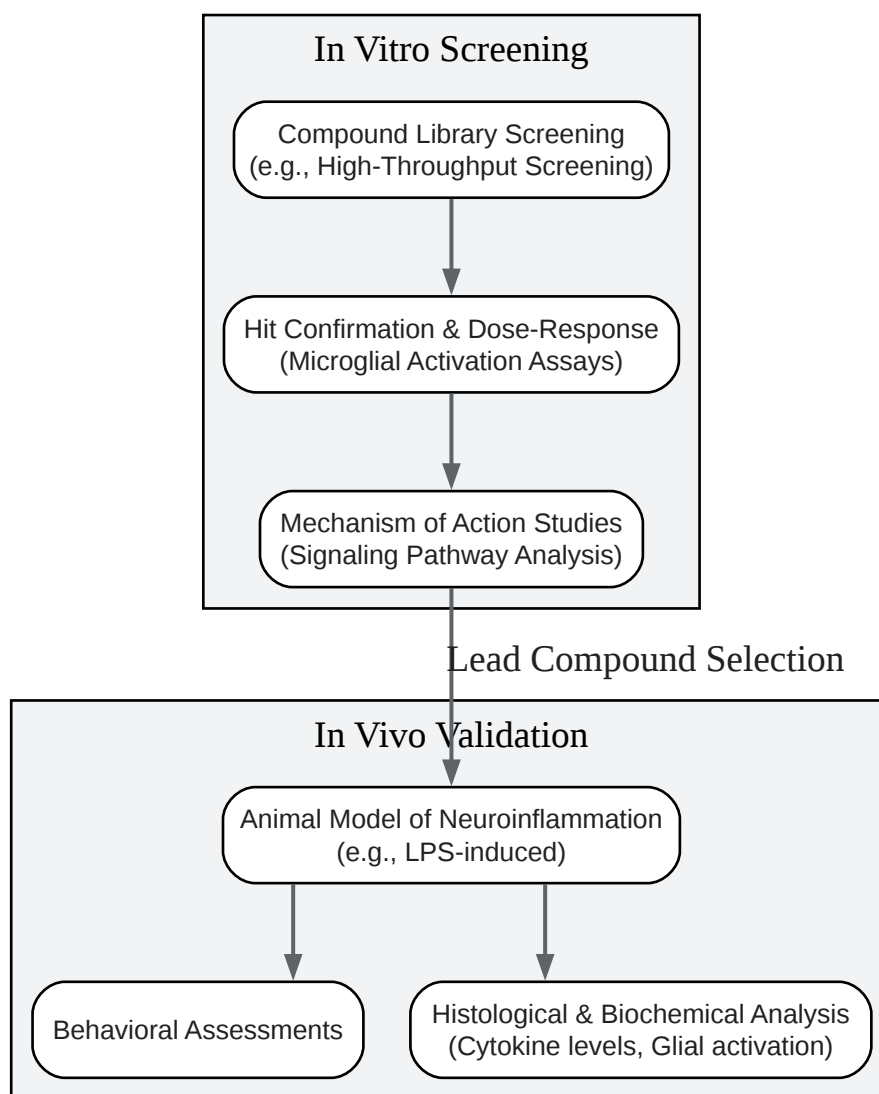 In Vitro Screening
Compound Library Screening
(e.g., High-Throughput Screening)
Hit Confirmation & Dose-Response
(Microglial Activation Assays)
Mechanism of Action Studies
(Signaling Pathway Analysis)
Lead Compound Selection
In Vivo Validation
Animal Model of Neuroinflammation
(e.g., LPS-induced)
Behavioral Assessments
Histological & Biochemical Analysis
(Cytokine levels, Glial activation)